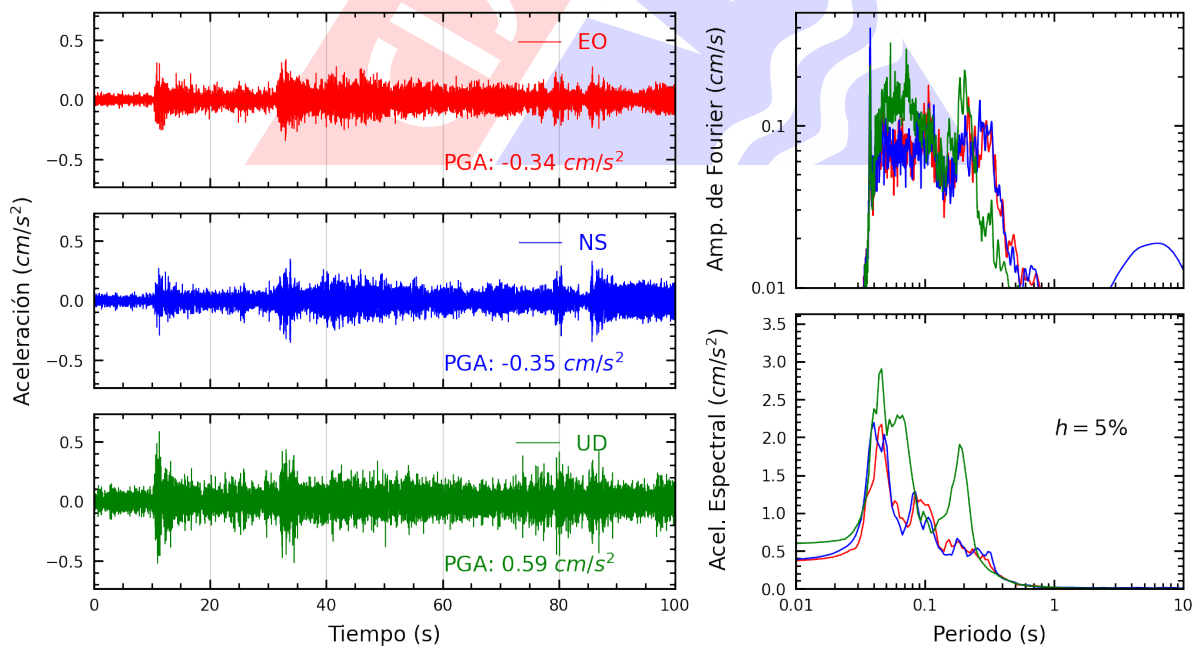 EO
0.5
0.0
−0.5
PGA: -0.34 cm/s²
NS
0.5
0.0
−0.5
PGA: -0.35 cm/s²
UD
0.5
0.0
−0.5
PGA: 0.59 cm/s²
0 20 40 60 80 100
Tiempo (s)
Aceleración (cm/s²)
Amp. de Fourier (cm/s)
0.1
0.01
Acel. Espectral (cm/s²)
3.5
3.0
2.5
2.0
1.5
1.0
0.5
0.0
h = 5%
0.01 0.1 1 10
Periodo (s)